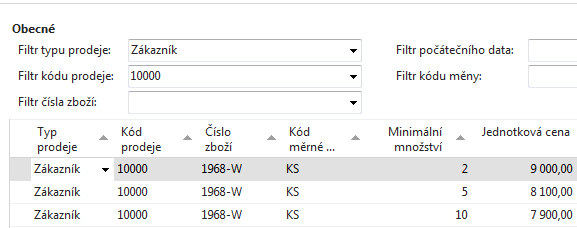 Obecné
Filtr typu prodeje: Zákazník Filtr počátečního data:
Filtr kódu prodeje: 10000 Filtr kódu měny:
Filtr čísla zboží:
Typ prodeje Kód prodeje Číslo zboží Kód měrné ... Minimální množství Jednotková cena
Zákazník 10000 1968-W KS 2 9 000,00
Zákazník 10000 1968-W KS 5 8 100,00
Zákazník 10000 1968-W KS 10 7 900,00